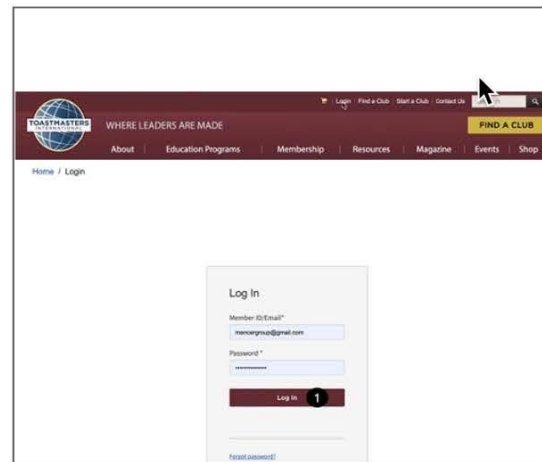 Login Find a Club Start a Club Contact Us
TOASTMASTERS
INTERNATIONAL
WHERE LEADERS ARE MADE
FIND A CLUB
About Education Programs Membership Resources Magazine Events Shop
Home / Login
Log In
Member ID/Email*
mencergroup@gmail.com
Password *
Log In 1
Forgot password?